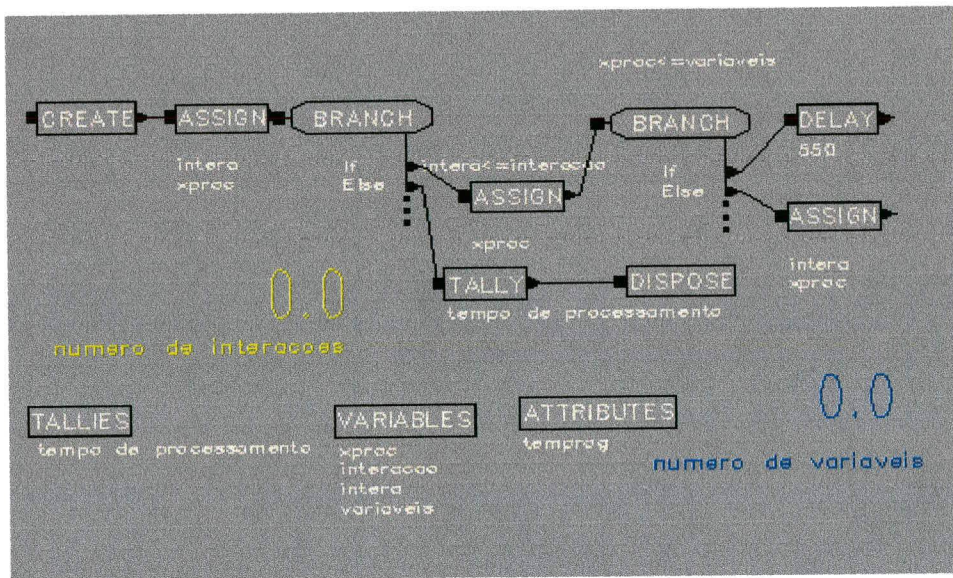 xproc<=variaveis
CREATE ASSIGN BRANCH BRANCH DELAY
550
intera If intera<=interacao If
xproc Else ASSIGN Else ASSIGN
xproc
intera
xproc
0.0 TALLY DISPOSE
tempo de processamento
numero de interacoes
0.0
TALLIES VARIABLES ATTRIBUTES
tempo de processamento xproc temprog
interacao numero de variaveis
intera
variaveis